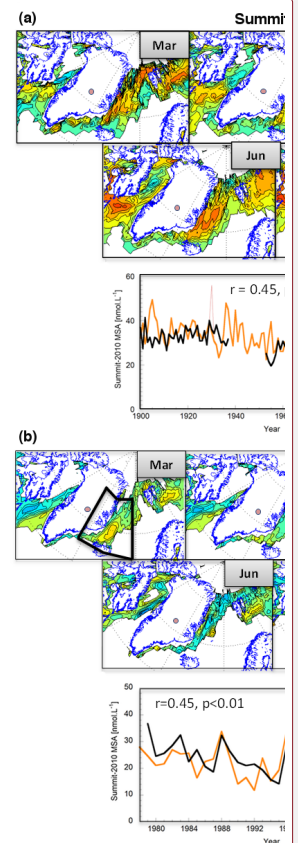 (a)
Summit
Mar
Jun
r = 0.45,
Summit-2010 MSA [nmol.L⁻¹]
60
40
20
0
1900
1920
1940
Year
(b)
Mar
Jun
r=0.45, p<0.01
Summit-2010 MSA [nmol.L⁻¹]
50
40
30
20
10
0
1980
1984
1988
1992
1996
Year